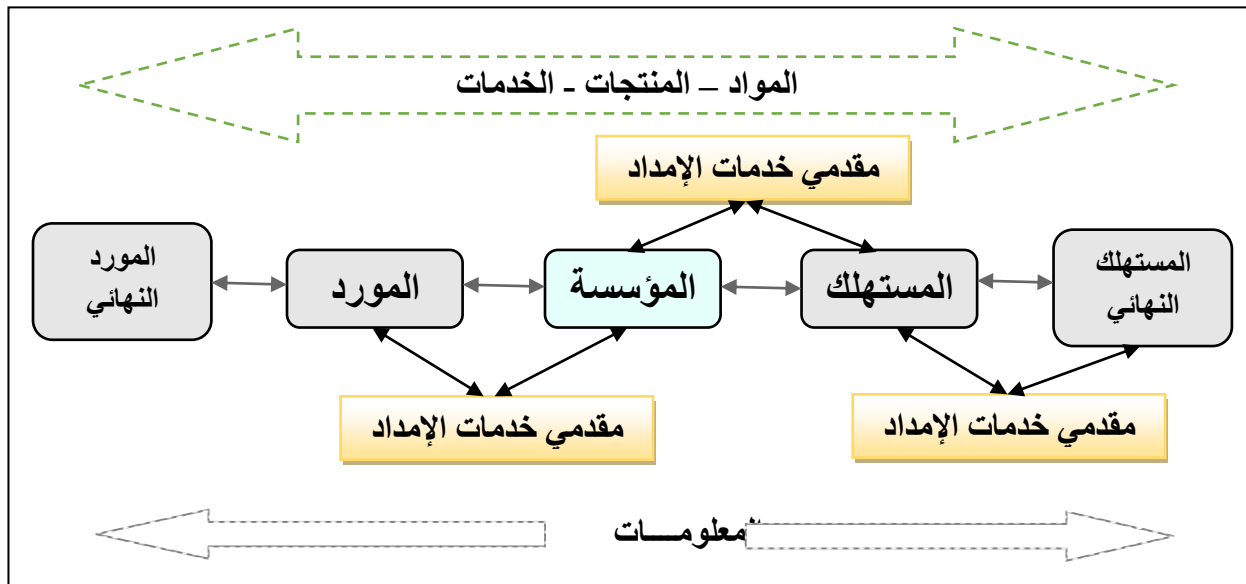 المواد – المنتجات - الخدمات
مقدمي خدمات الإمداد
المستهلك
النهائي
المستهلك
المؤسسة
المورد
المورد
النهائي
مقدمي خدمات الإمداد
مقدمي خدمات الإمداد
المعلومـــات